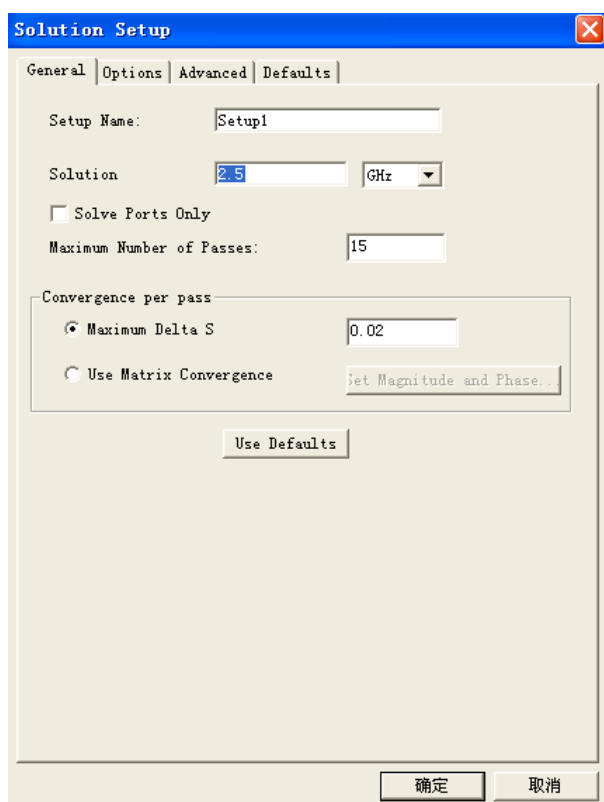 Solution Setup
General Options Advanced Defaults
Setup Name: Setup1
Solution 2.5 GHz
Solve Ports Only
Maximum Number of Passes: 15
Convergence per pass
Maximum Delta S 0.02
Use Matrix Convergence Set Magnitude and Phase...
Use Defaults
确定 取消